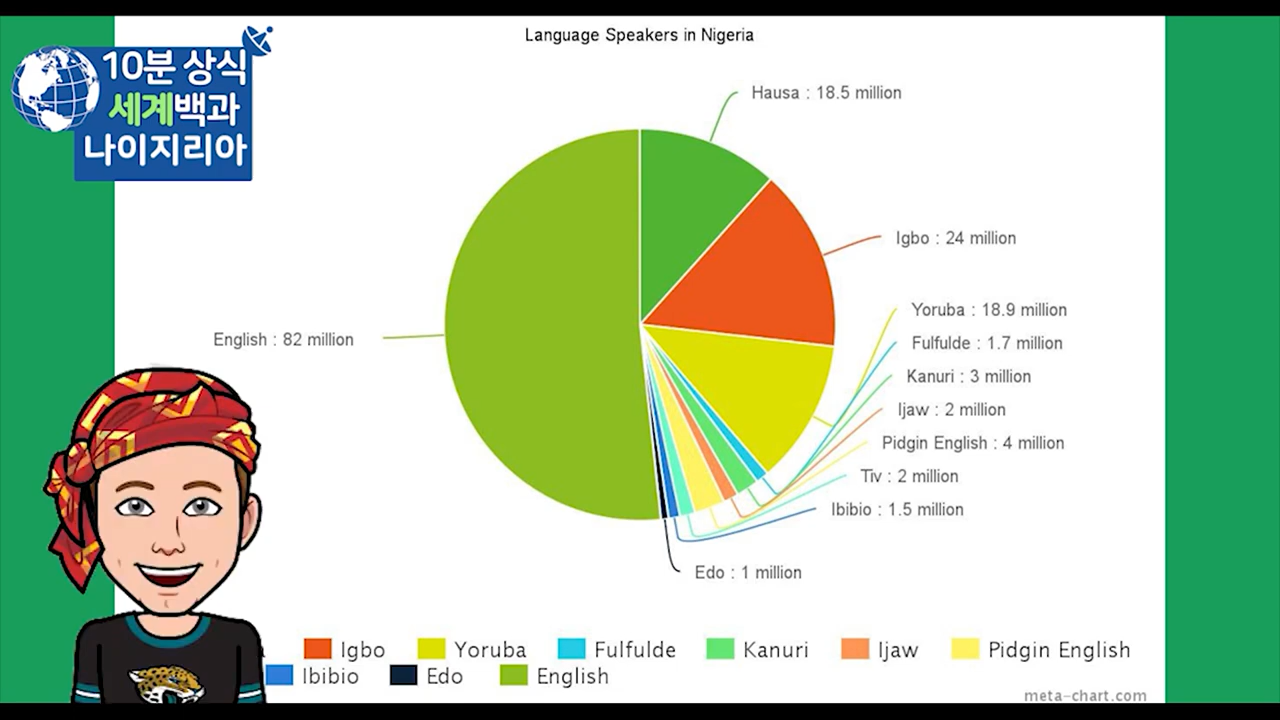 10분 상식
세계백과
나이지리아
Language Speakers in Nigeria
Hausa : 18.5 million
Igbo : 24 million
Yoruba : 18.9 million
Fulfulde : 1.7 million
Kanuri : 3 million
Ijaw : 2 million
Pidgin English : 4 million
Tiv : 2 million
Ibibio : 1.5 million
Edo : 1 million
English : 82 million
Igbo Yoruba Fulfulde Kanuri Ijaw Pidgin English
Ibibio Edo English
meta-chart.com